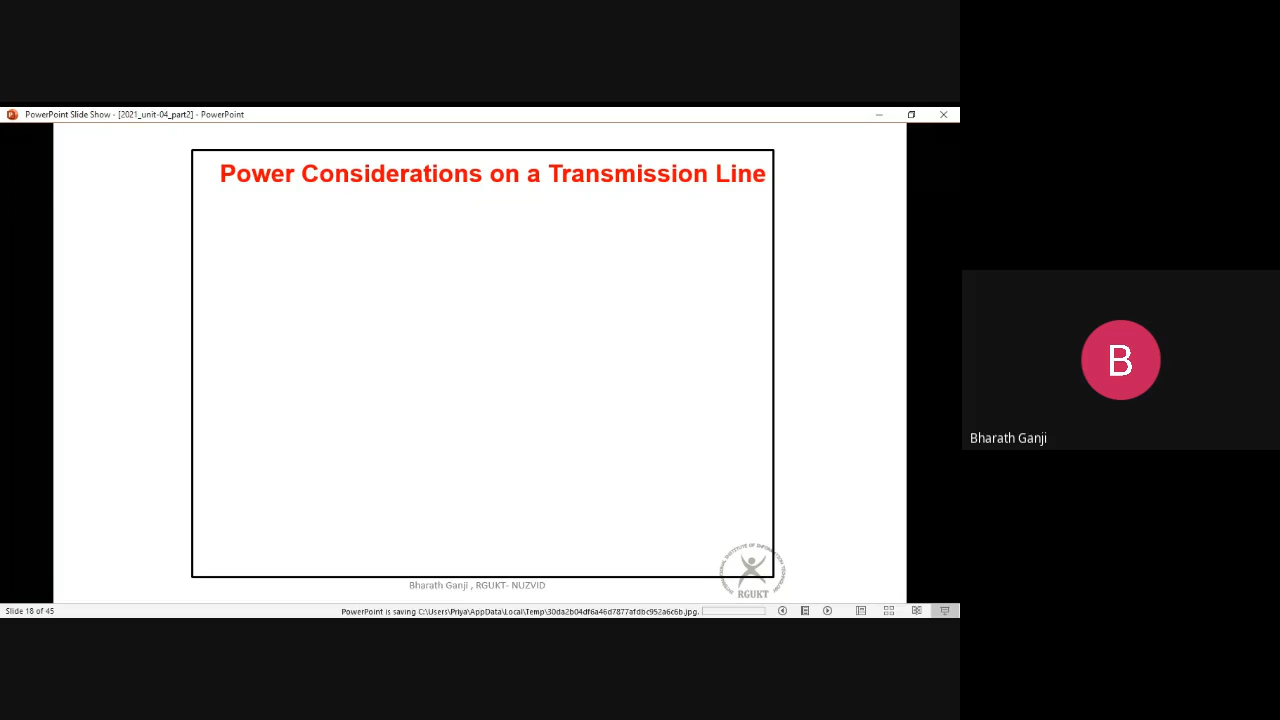 PowerPoint Slide Show - [2021_unit-04_part2] - PowerPoint
Power Considerations on a Transmission Line
B
Bharath Ganji
RGUKT
Bharath Ganji , RGUKT- NUZVID
Slide 18 of 45
PowerPoint is saving C:\Users\Priya\AppData\Local\Temp\30da2b04df6a46d7877afdbc952a6c6b.jpg.